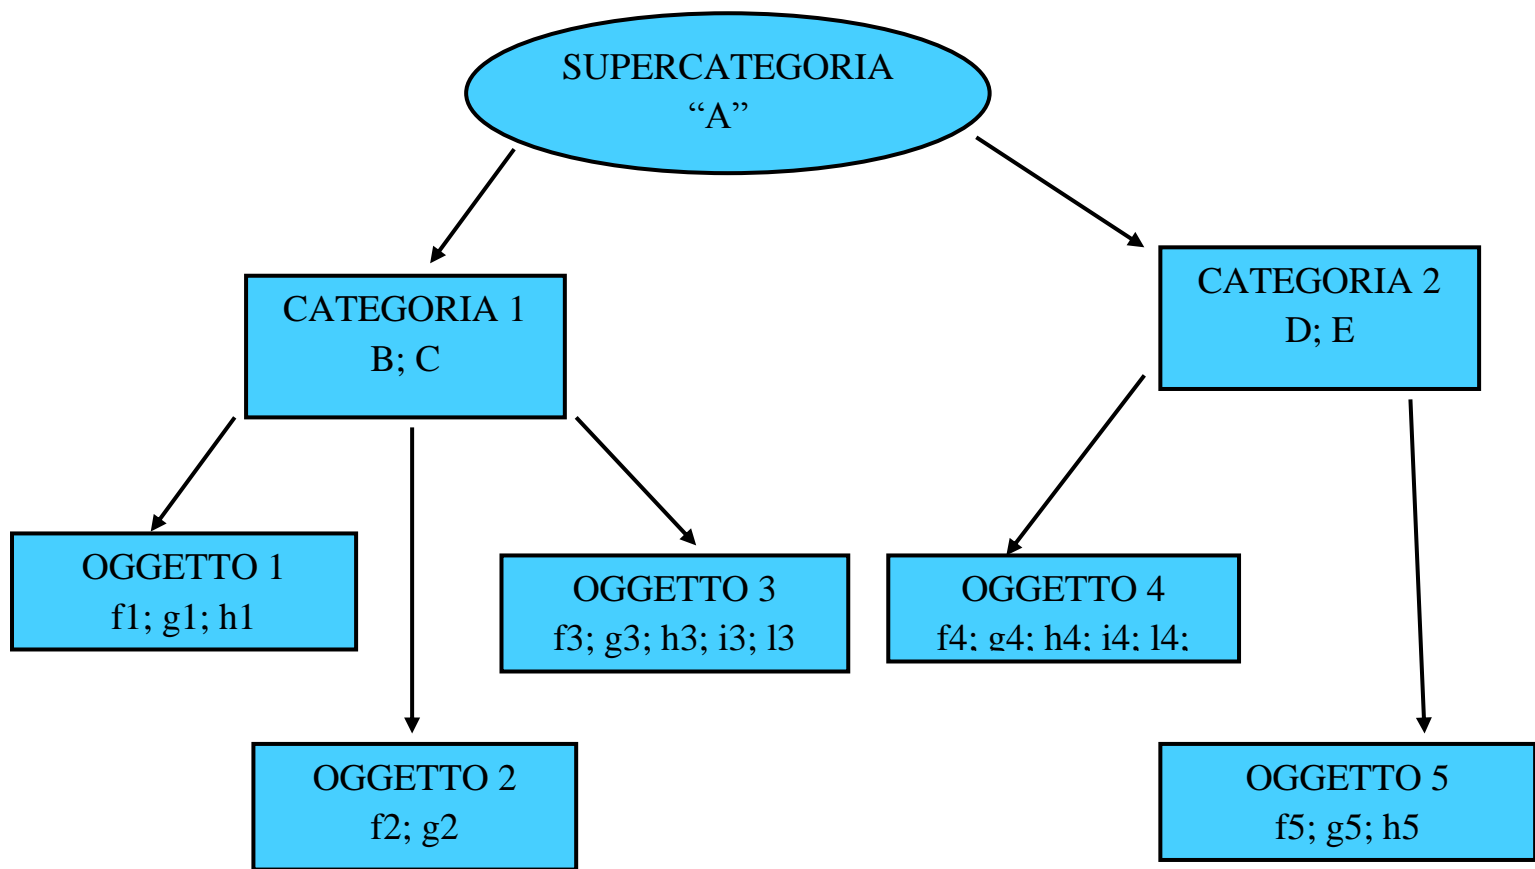 SUPERCATEGORIA
“A”
CATEGORIA 1
B; C
CATEGORIA 2
D; E
OGGETTO 1
f1; g1; h1
OGGETTO 2
f2; g2
OGGETTO 3
f3; g3; h3; i3; l3
OGGETTO 4
f4; g4; h4; i4; l4;
OGGETTO 5
f5; g5; h5